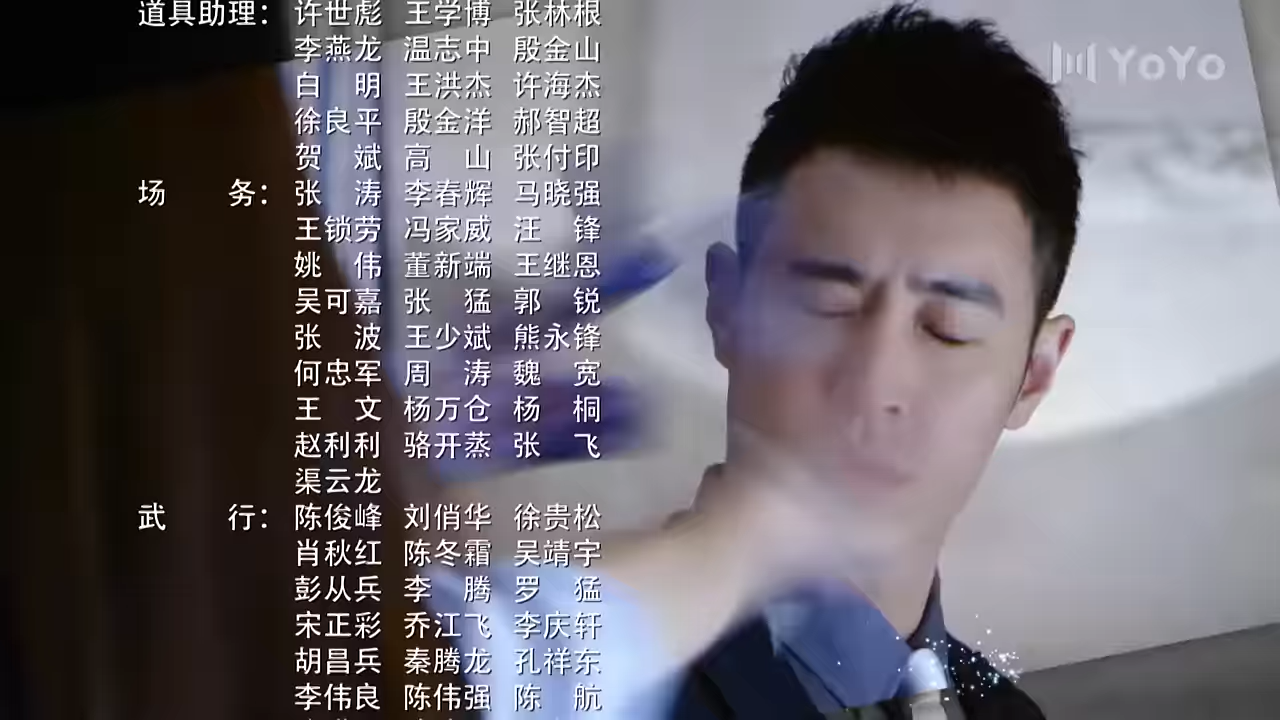 道具助理： 许世彪 王学博 张林根
李燕龙 温志中 殷金山
白 明 王洪杰 许海杰
徐良平 殷金洋 郝智超
贺 斌 高 山 张付印
场 务： 张 涛 李春辉 马晓强
王锁劳 冯家威 汪 锋
姚 伟 董新端 王继恩
吴可嘉 张 猛 郭 锐
张 波 王少斌 熊永锋
何忠军 周 涛 魏 宽
王 文 杨万仓 杨 桐
赵利利 骆开蒸 张 飞
渠云龙
武 行： 陈俊峰 刘俏华 徐贵松
肖秋红 陈冬霜 吴靖宇
彭从兵 李 腾 罗 猛
宋正彩 乔江飞 李庆轩
胡昌兵 秦腾龙 孔祥东
李伟良 陈伟强 陈 航
YoYo